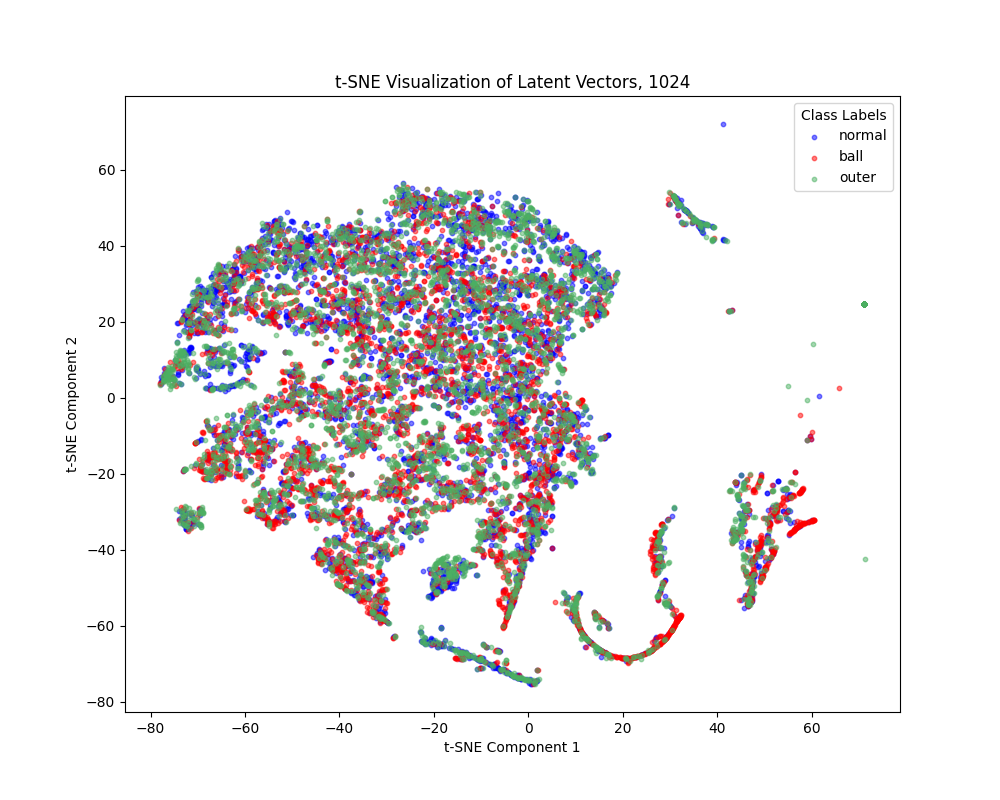 t-SNE Visualization of Latent Vectors, 1024
Class Labels
normal
ball
outer
60
40
20
0
−20
−40
−60
−80
t-SNE Component 2
−80
−60
−40
−20
0
20
40
60
t-SNE Component 1